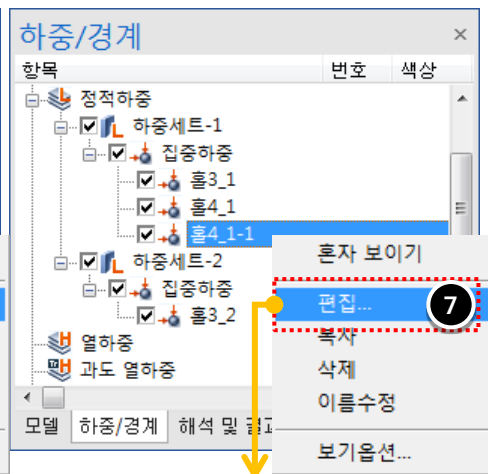 하중/경계
항목 번호 색상
정적하중
하중세트-1
집중하중
홀3_1
홀4_1
홀4_1-1
하중세트-2
집중하중
홀3_2
열하중
과도 열하중
모델 하중/경계 해석 및 결과
혼자 보이기
편집... 7
복사
삭제
이름수정
보기옵션...